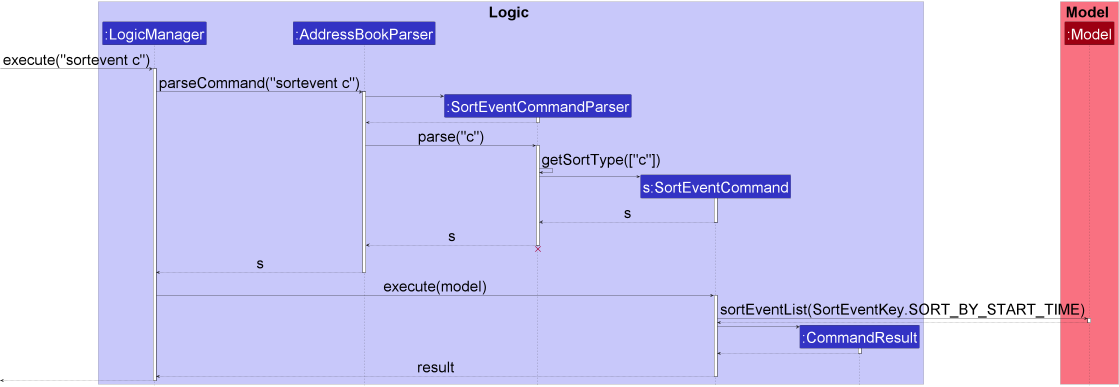 Logic
Model
:LogicManager
:AddressBookParser
:Model
execute("sortevent c")
parseCommand("sortevent c")
:SortEventCommandParser
parse("c")
getSortType(["c"])
s:SortEventCommand
s
s
s
execute(model)
sortEventList(SortEventKey.SORT_BY_START_TIME)
:CommandResult
result